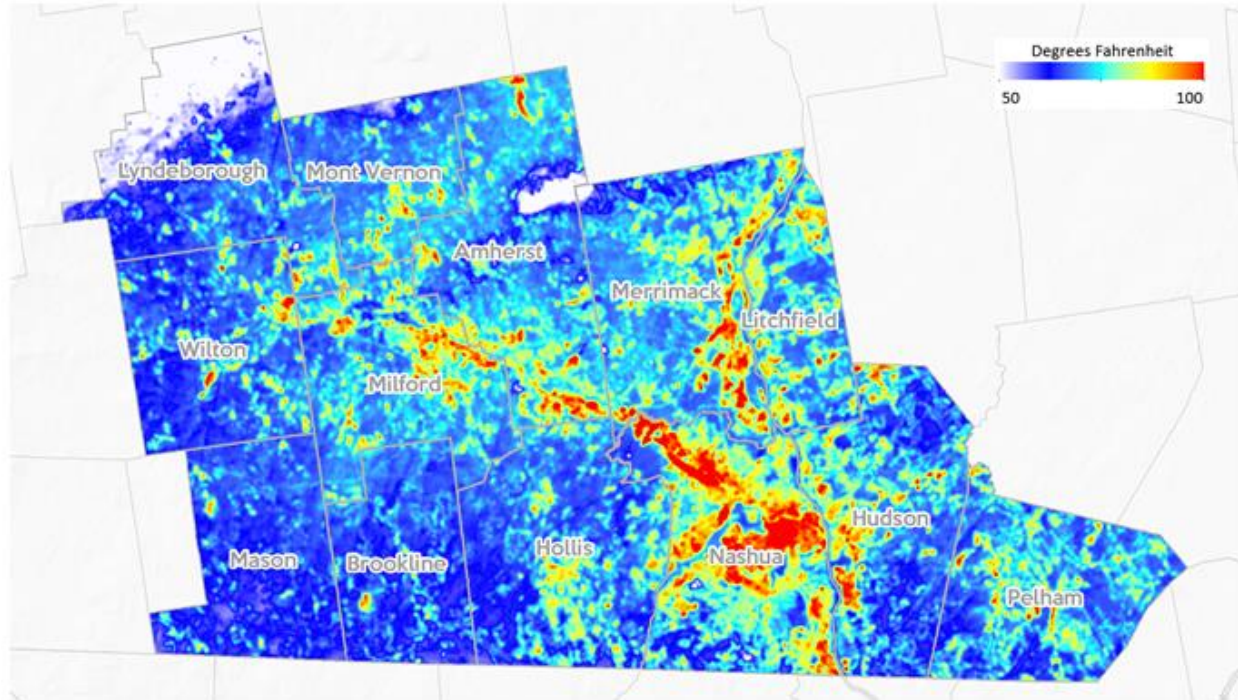 Degrees Fahrenheit
50 100
Lyndeborough
Mont Vernon
Amherst
Merrimack
Litchfield
Wilton
Milford
Hudson
Hollis
Nashua
Mason
Brookline
Pelham